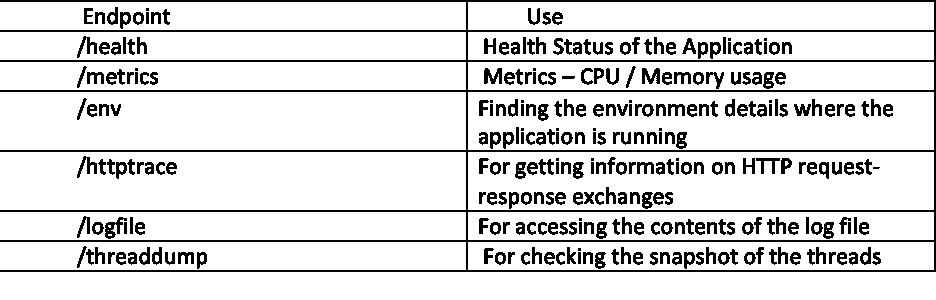 Endpoint Use
/health Health Status of the Application
/metrics Metrics – CPU / Memory usage
/env Finding the environment details where the
application is running
/httptrace For getting information on HTTP request-
response exchanges
/logfile For accessing the contents of the log file
/threaddump For checking the snapshot of the threads